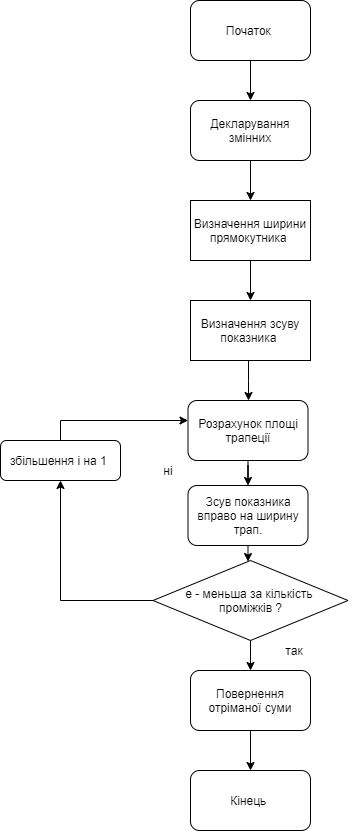 Початок
Декларування
змінних
Визначення ширини
прямокутника
Визначення зсуву
показника
Розрахунок площі
трапеції
збільшення і на 1
ні
Зсув показника
вправо на ширину
трап.
е - меньша за кількість
проміжків ?
так
Повернення
отріманої суми
Кінець